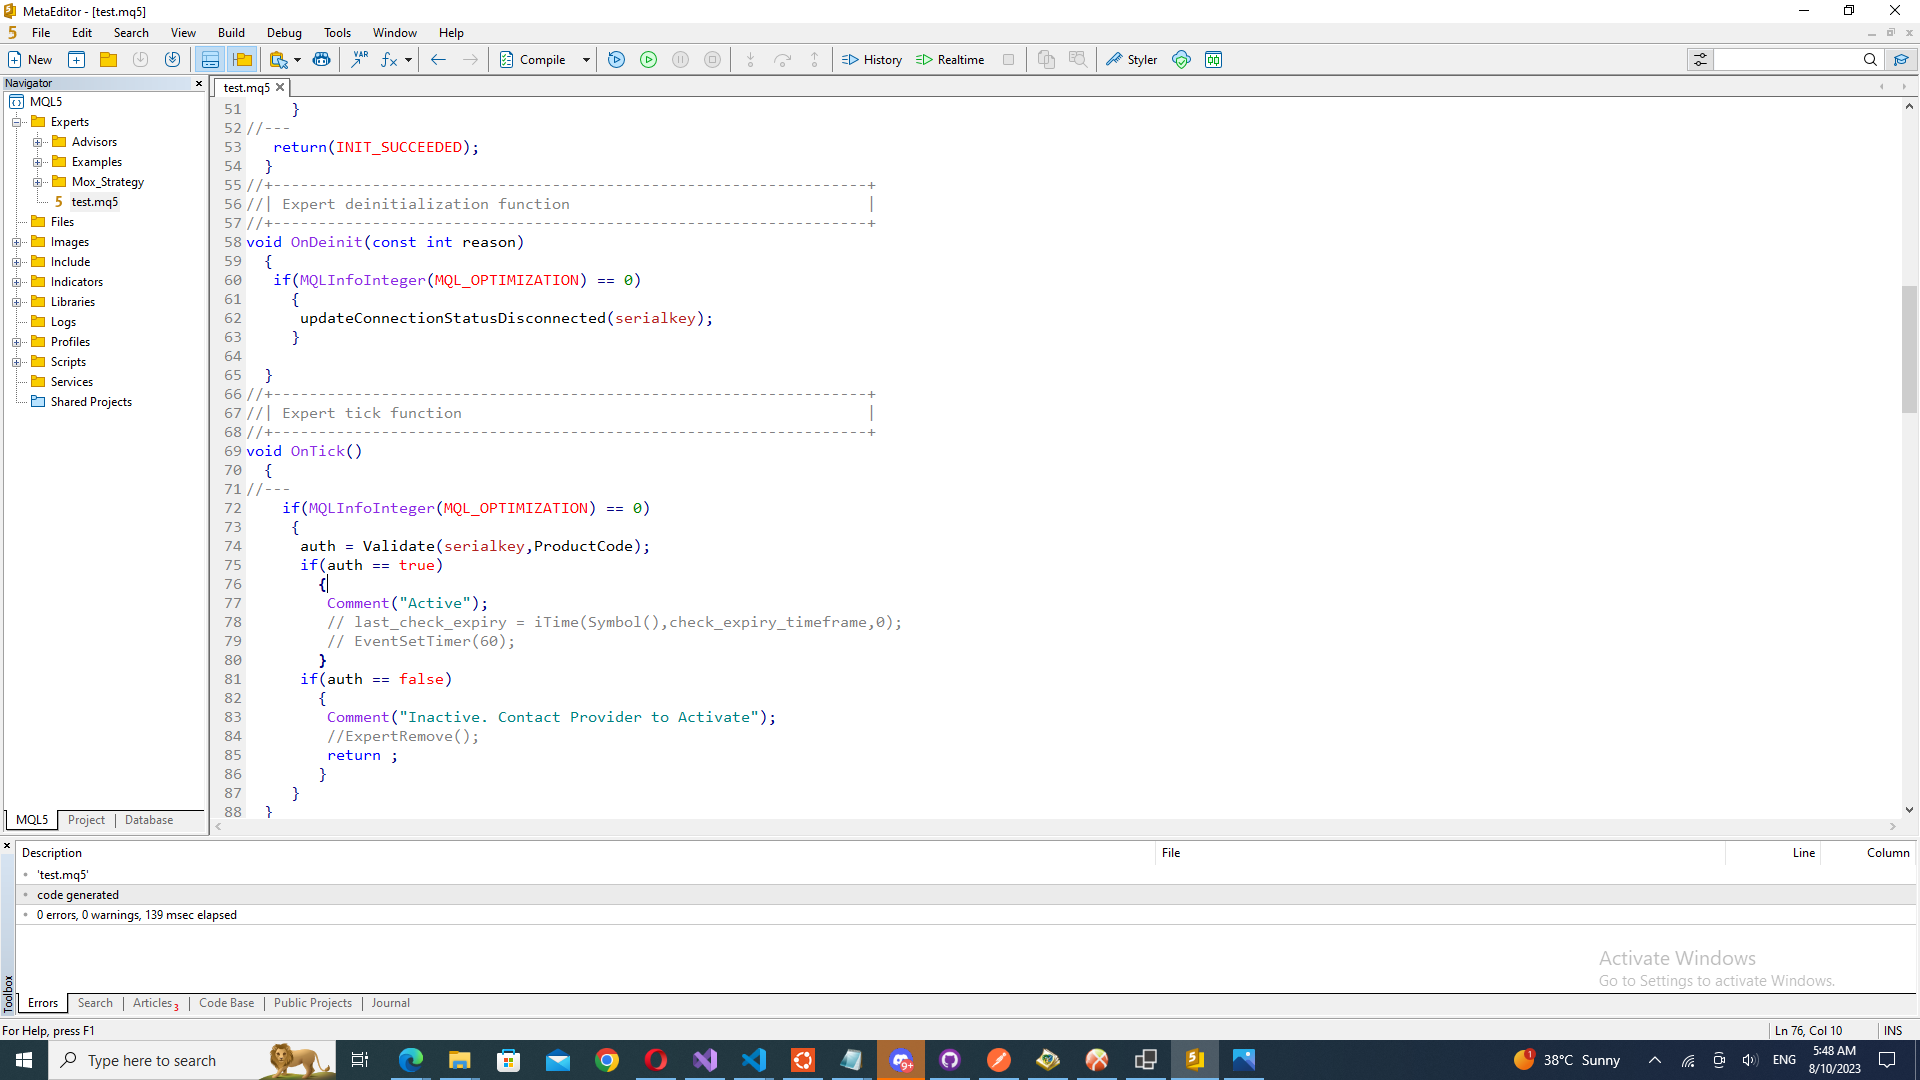 MetaEditor - [test.mq5]
File Edit Search View Build Debug Tools Window Help
New Compile History Realtime Styler
Navigator
test.mq5
MQL5
Experts
Advisors
Examples
Mox_Strategy
test.mq5
Files
Images
Include
Indicators
Libraries
Logs
Profiles
Scripts
Services
Shared Projects
MQL5 Project Database
51 }
52 //---
53 return(INIT_SUCCEEDED);
54 }
55 //+------------------------------------------------------------------+
56 //| Expert deinitialization function |
57 //+------------------------------------------------------------------+
58 void OnDeinit(const int reason)
59 {
60 if(MQLInfoInteger(MQL_OPTIMIZATION) == 0)
61 {
62 updateConnectionStatusDisconnected(serialkey);
63 }
64
65 }
66 //+------------------------------------------------------------------+
67 //| Expert tick function |
68 //+------------------------------------------------------------------+
69 void OnTick()
70 {
71 //---
72 if(MQLInfoInteger(MQL_OPTIMIZATION) == 0)
73 {
74 auth = Validate(serialkey,ProductCode);
75 if(auth == true)
76 {
77 Comment("Active");
78 // last_check_expiry = iTime(Symbol(),check_expiry_timeframe,0);
79 // EventSetTimer(60);
80 }
81 if(auth == false)
82 {
83 Comment("Inactive. Contact Provider to Activate");
84 //ExpertRemove();
85 return ;
86 }
87 }
88 }
Description File Line Column
'test.mq5'
code generated
0 errors, 0 warnings, 139 msec elapsed
Activate Windows
Go to Settings to activate Windows.
Toolbox
Errors Search Articles 3 Code Base Public Projects Journal
For Help, press F1
Ln 76, Col 10 INS
Type here to search
9+
1
38°C Sunny
ENG
5:48 AM
8/10/2023